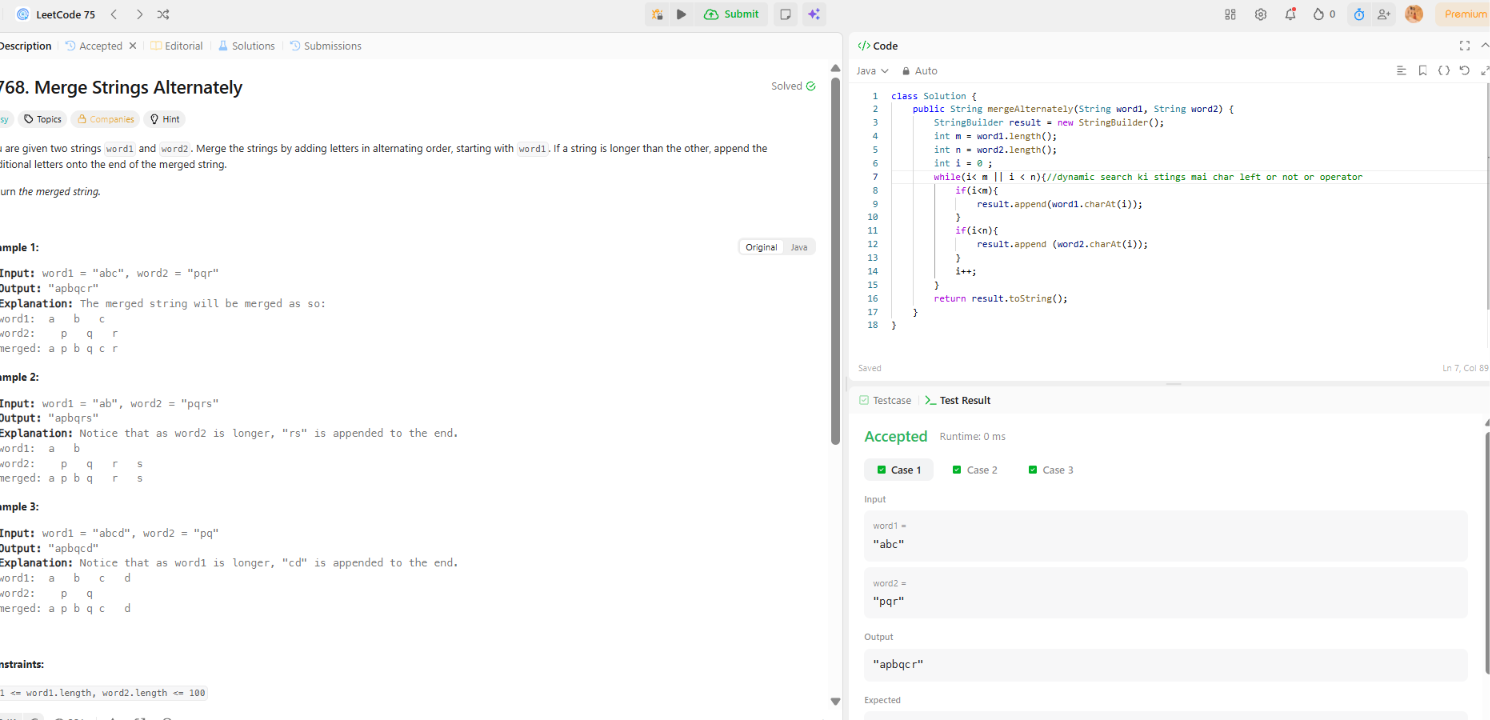 LeetCode 75
Submit
0
Premium
Description
Accepted
Editorial
Solutions
Submissions
768. Merge Strings Alternately
Solved
sy
Topics
Companies
Hint
u are given two strings word1 and word2. Merge the strings by adding letters in alternating order, starting with word1. If a string is longer than the other, append the
ditional letters onto the end of the merged string.
urn the merged string.
ample 1:
Original
Java
Input: word1 = "abc", word2 = "pqr"
Output: "apbqcr"
Explanation: The merged string will be merged as so:
word1:  a   b   c
word2:    p   q   r
merged: a p b q c r
ample 2:
Input: word1 = "ab", word2 = "pqrs"
Output: "apbqrs"
Explanation: Notice that as word2 is longer, "rs" is appended to the end.
word1:  a   b
word2:    p   q   r   s
merged: a p b q   r   s
ample 3:
Input: word1 = "abcd", word2 = "pq"
Output: "apbqcd"
Explanation: Notice that as word1 is longer, "cd" is appended to the end.
word1:  a   b   c   d
word2:    p   q
merged: a p b q c   d
nstraints:
1 <= word1.length, word2.length <= 100
</> Code
Java
Auto
1 class Solution {
2 public String mergeAlternately(String word1, String word2) {
3 StringBuilder result = new StringBuilder();
4 int m = word1.length();
5 int n = word2.length();
6 int i = 0 ;
7 while(i< m || i < n){//dynamic search ki stings mai char left or not or operator
8 if(i<m){
9 result.append(word1.charAt(i));
10 }
11 if(i<n){
12 result.append (word2.charAt(i));
13 }
14 i++;
15 }
16 return result.toString();
17 }
18 }
Saved
Ln 7, Col 89
Testcase
Test Result
Accepted
Runtime: 0 ms
Case 1
Case 2
Case 3
Input
word1 =
"abc"
word2 =
"pqr"
Output
"apbqcr"
Expected